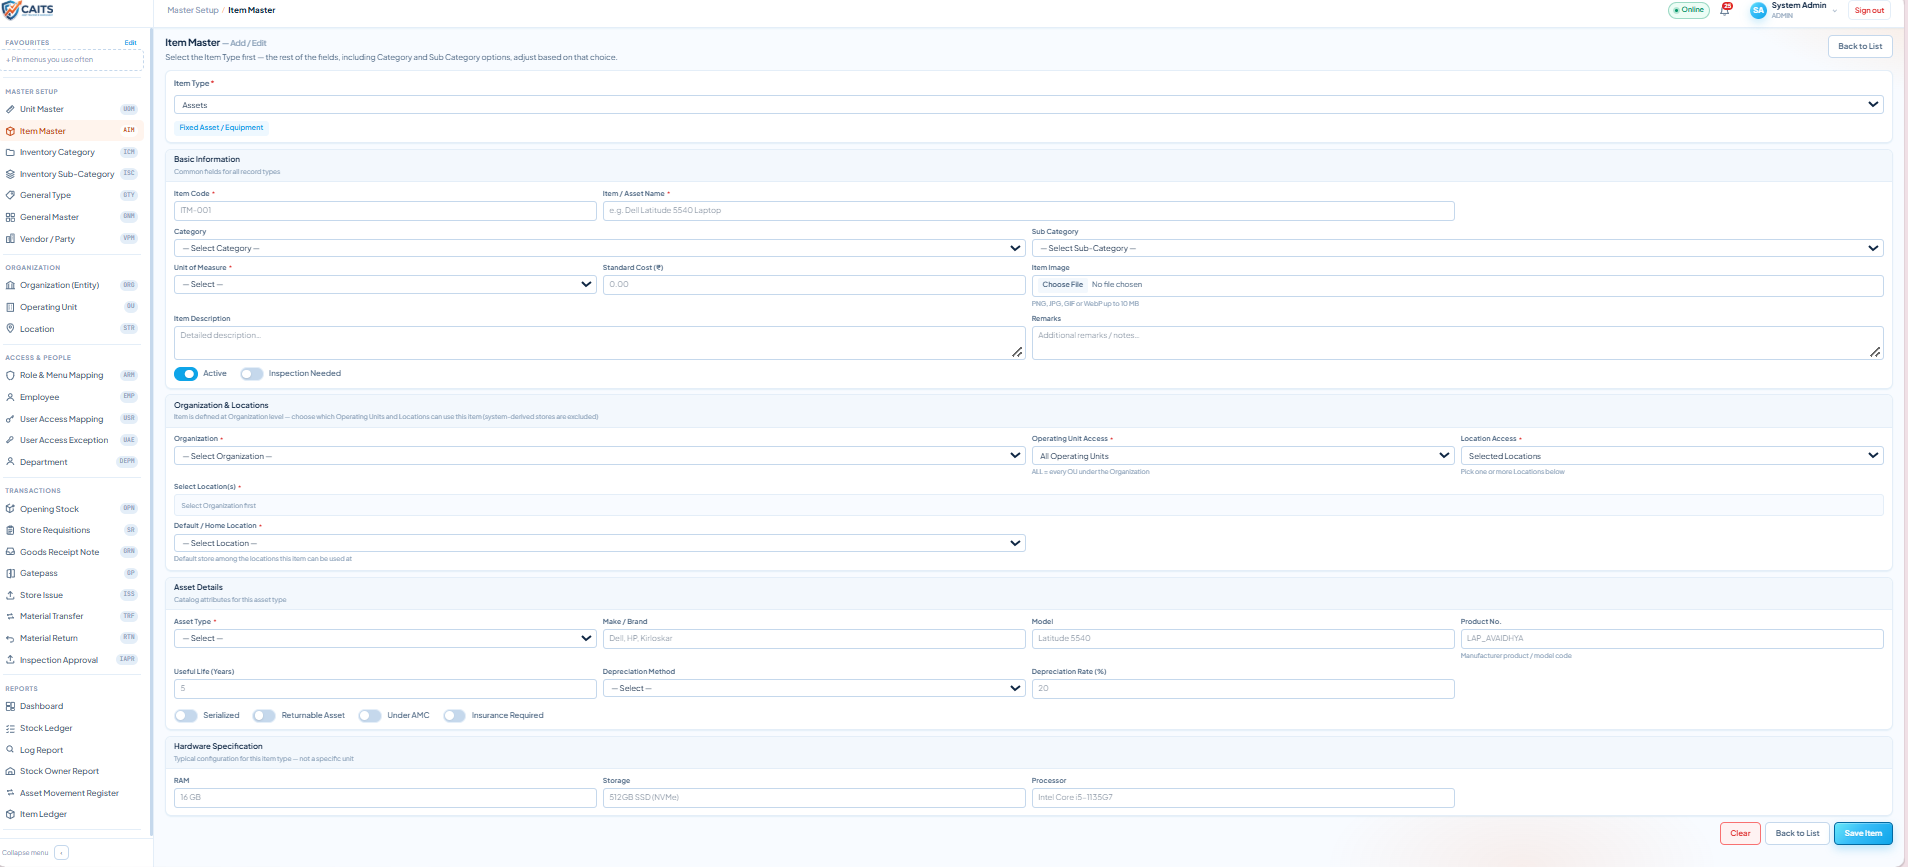 CAITS
Master Setup / Item Master
Online
25
SA
System Admin
ADMIN
Sign out
FAVOURITES Edit
+ Pin menus you use often
MASTER SETUP
Unit Master UOM
Item Master AIM
Inventory Category ICM
Inventory Sub-Category ISC
General Type GTY
General Master GNM
Vendor / Party VPM
ORGANIZATION
Organization (Entity) ORG
Operating Unit OU
Location STR
ACCESS & PEOPLE
Role & Menu Mapping ARM
Employee EMP
User Access Mapping USR
User Access Exception UAE
Department DEPM
TRANSACTIONS
Opening Stock OPN
Store Requisitions SR
Goods Receipt Note GRN
Gatepass GP
Store Issue ISS
Material Transfer TRF
Material Return RTN
Inspection Approval IAPR
REPORTS
Dashboard
Stock Ledger
Log Report
Stock Owner Report
Asset Movement Register
Item Ledger
Collapse menu
Item Master — Add / Edit
Select the Item Type first — the rest of the fields, including Category and Sub Category options, adjust based on that choice.
Back to List
Item Type *
Assets
Fixed Asset / Equipment
Basic Information
Common fields for all record types
Item Code * Item / Asset Name *
ITM-001 e.g. Dell Latitude 5540 Laptop
Category Sub Category
— Select Category — — Select Sub-Category —
Unit of Measure * Standard Cost (₹) Item Image
— Select — 0.00 Choose File No file chosen
PNG, JPG, GIF or WebP up to 10 MB
Item Description Remarks
Detailed description... Additional remarks / notes...
Active Inspection Needed
Organization & Locations
Item is defined at Organization level — choose which Operating Units and Locations can use this item (system-derived stores are excluded)
Organization * Operating Unit Access * Location Access *
— Select Organization — All Operating Units Selected Locations
ALL = every OU under the Organization Pick one or more Locations below
Select Location(s) *
Select Organization first
Default / Home Location *
— Select Location —
Default store among the locations this item can be used at
Asset Details
Catalog attributes for this asset type
Asset Type * Make / Brand Model Product No.
— Select — Dell, HP, Kirloskar Latitude 5540 LAP_AVAIDHYA
Manufacturer product / model code
Useful Life (Years) Depreciation Method Depreciation Rate (%)
5 — Select — 20
Serialized Returnable Asset Under AMC Insurance Required
Hardware Specification
Typical configuration for this item type — not a specific unit
RAM Storage Processor
16 GB 512GB SSD (NVMe) Intel Core i5-1135G7
Clear Back to List Save Item